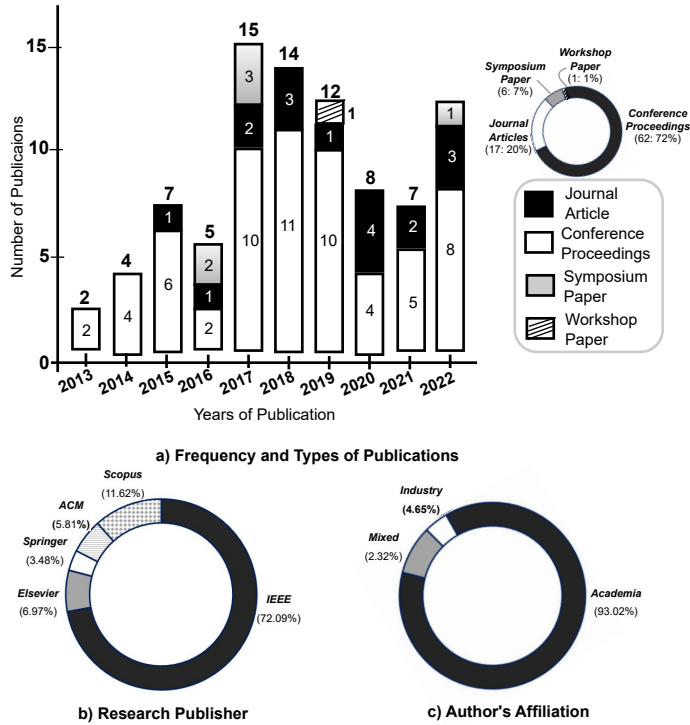 15
10
5
0
Number of Publicaions
2
2
4
4
7
1
6
5
2
1
2
15
3
2
10
14
3
11
12
1
1
10
8
4
4
7
2
5
1
3
8
2013
2014
2015
2016
2017
2018
2019
2020
2021
2022
Years of Publication
Workshop
Paper
(1: 1%)
Symposium
Paper
(6: 7%)
Journal
Articles
(17: 20%)
Conference
Proceedings
(62: 72%)
Journal
Article
Conference
Proceedings
Symposium
Paper
Workshop
Paper
a) Frequency and Types of Publications
Scopus
(11.62%)
ACM
(5.81%)
Springer
(3.48%)
Elsevier
(6.97%)
IEEE
(72.09%)
b) Research Publisher
Industry
(4.65%)
Mixed
(2.32%)
Academia
(93.02%)
c) Author's Affiliation